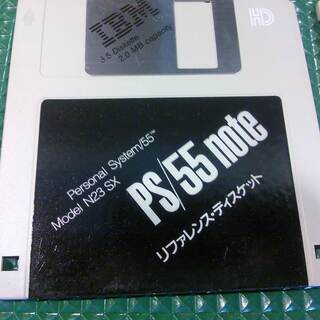 IBM
3.5 Diskette
2.0 MB capacity
HD
Personal System/55™
Model N23 SX
PS/55 note
リファレンス・ディスケット